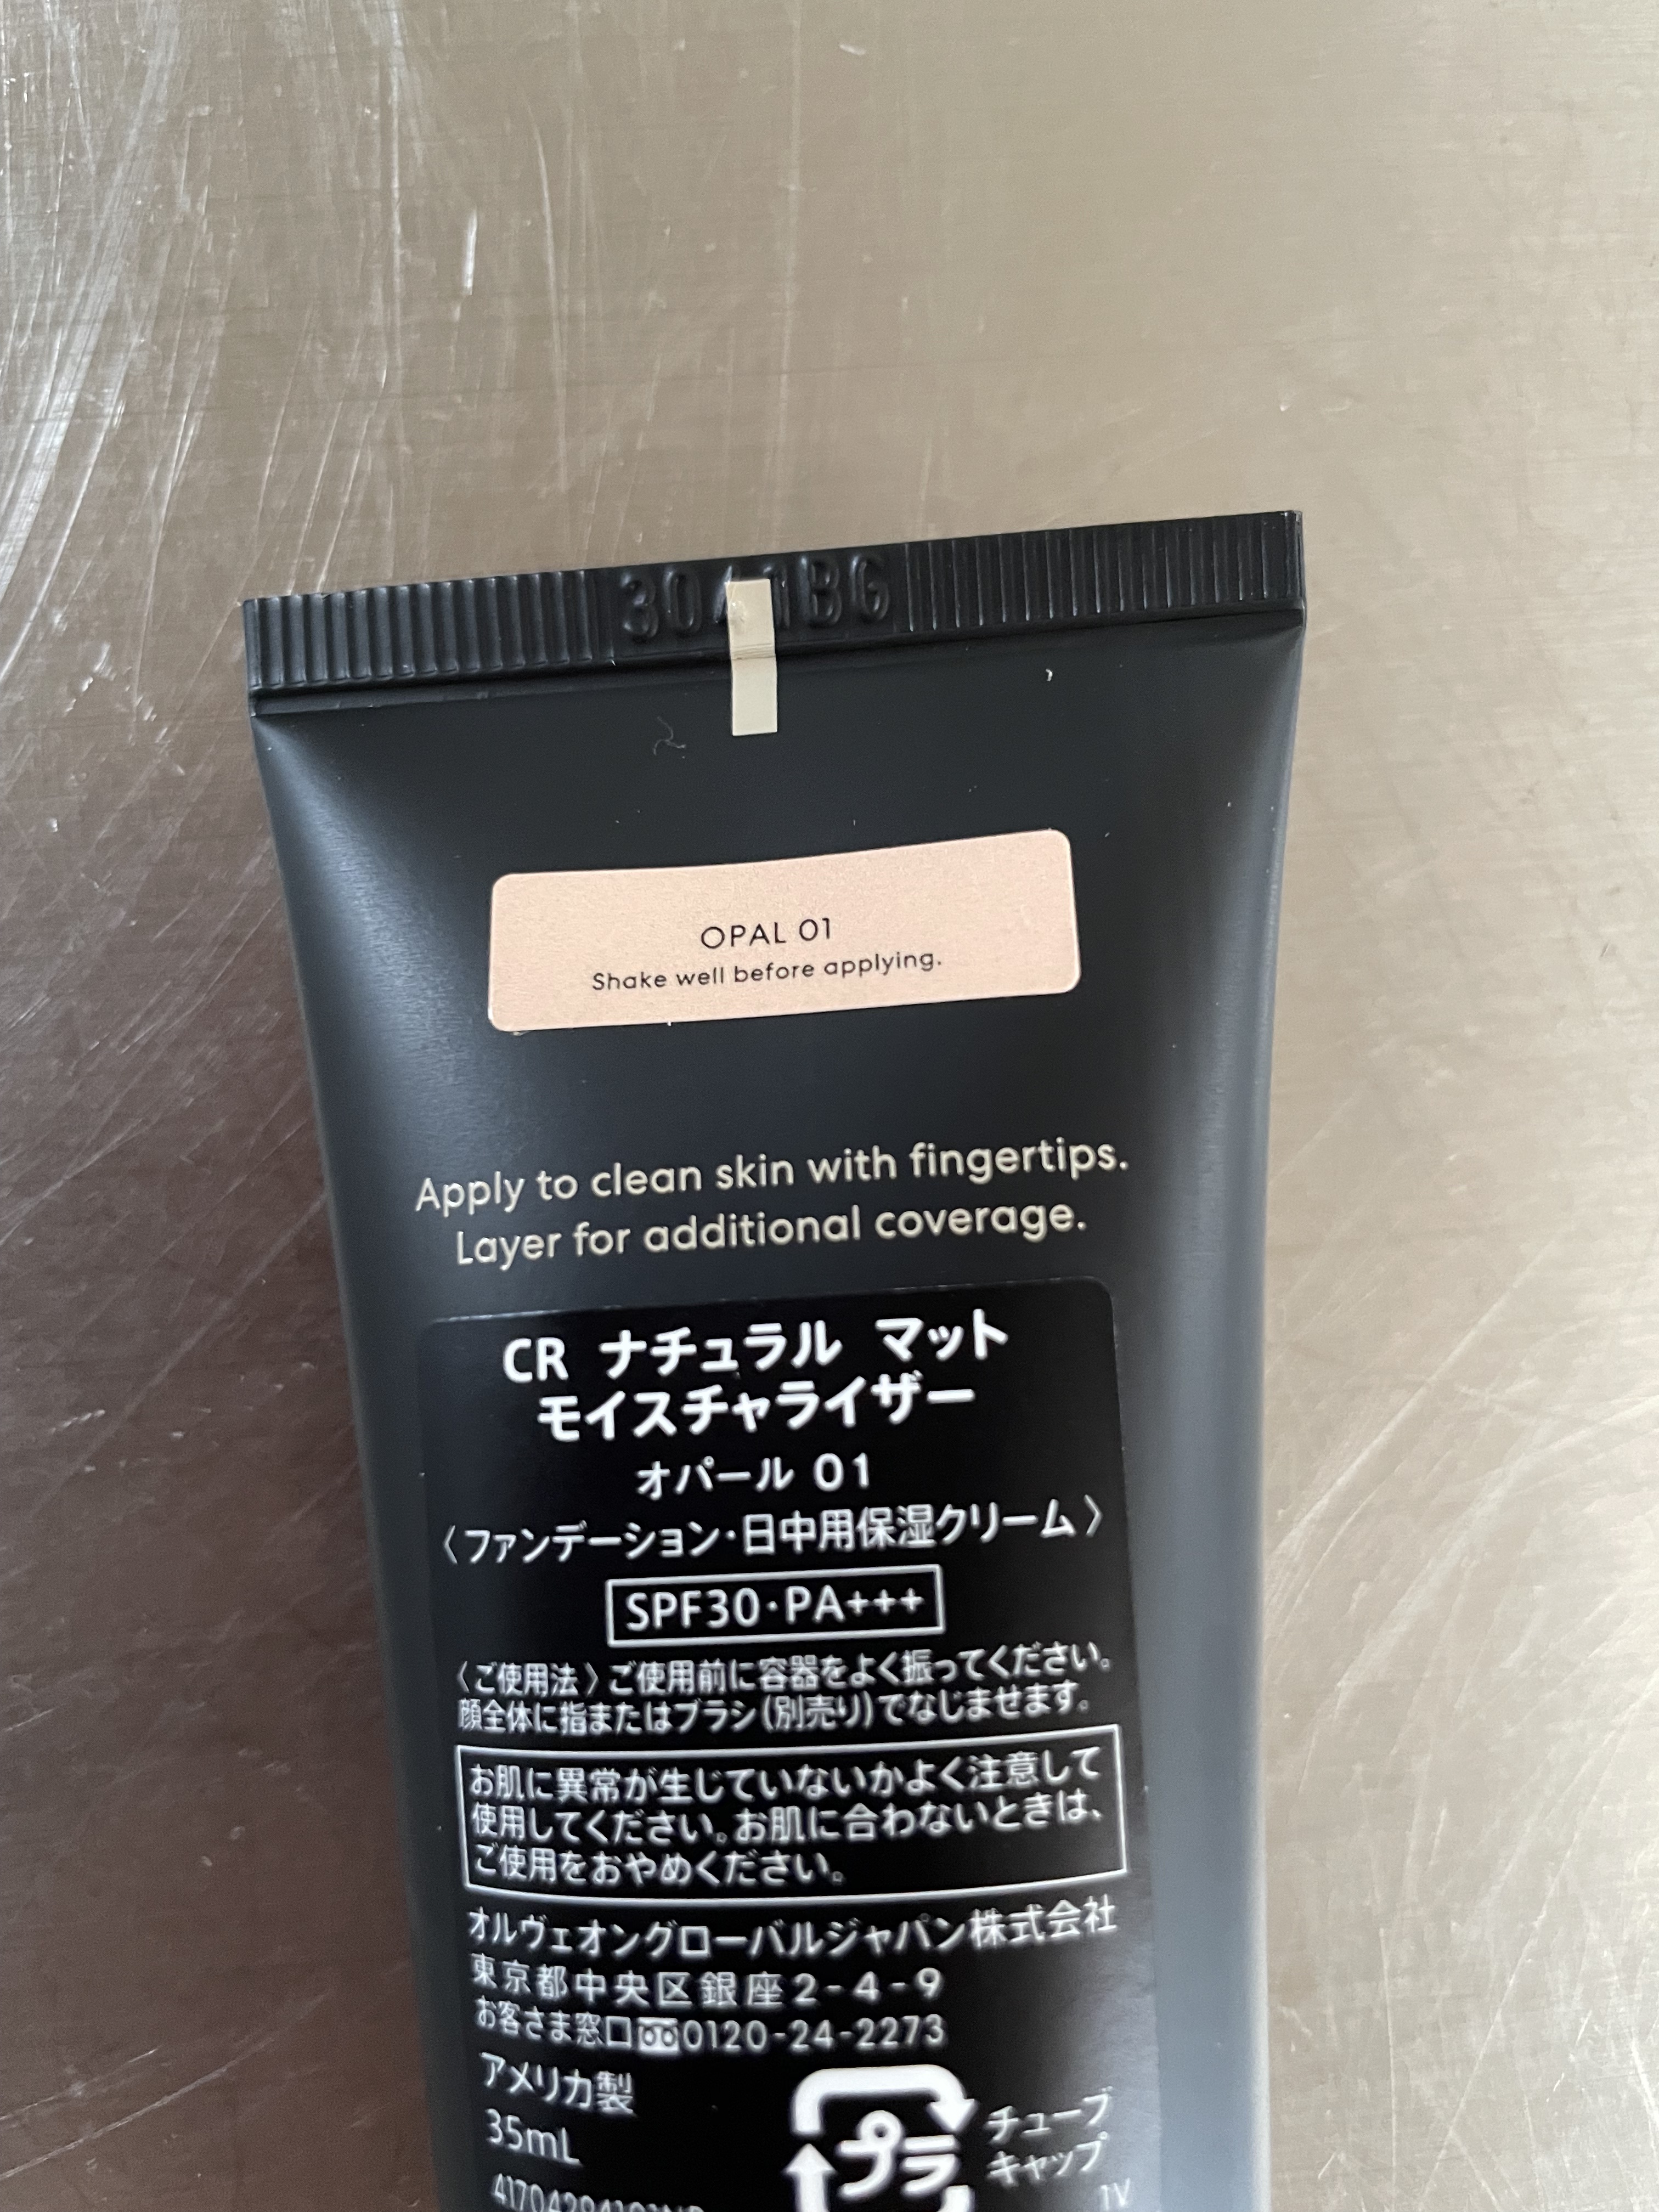 OPAL 01
Shake well before applying.
Apply to clean skin with fingertips.
Layer for additional coverage.
CR ナチュラル マット
モイスチャライザー
オパール 01
〈ファンデーション・日中用保湿クリーム〉
SPF30・PA+++
〈ご使用法〉ご使用前に容器をよく振ってください。
顔全体に指またはブラシ(別売り)でなじませます。
お肌に異常が生じていないかよく注意して
使用してください。お肌に合わないときは、
ご使用をおやめください。
オルヴェオングローバルジャパン株式会社
東京都中央区銀座2-4-9
お客さま窓口 0120-24-2273
アメリカ製
35mL
プラ
チューブ
キャップ
1V